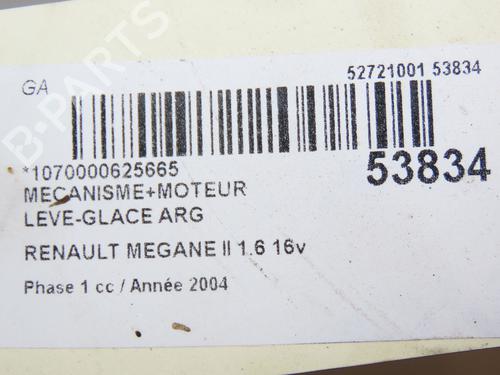 GA
52721001 53834
*1070000625665
53834
MECANISME+MOTEUR
LEVE-GLACE ARG
RENAULT MEGANE II 1.6 16v
Phase 1 cc / Année 2004
B-PARTS